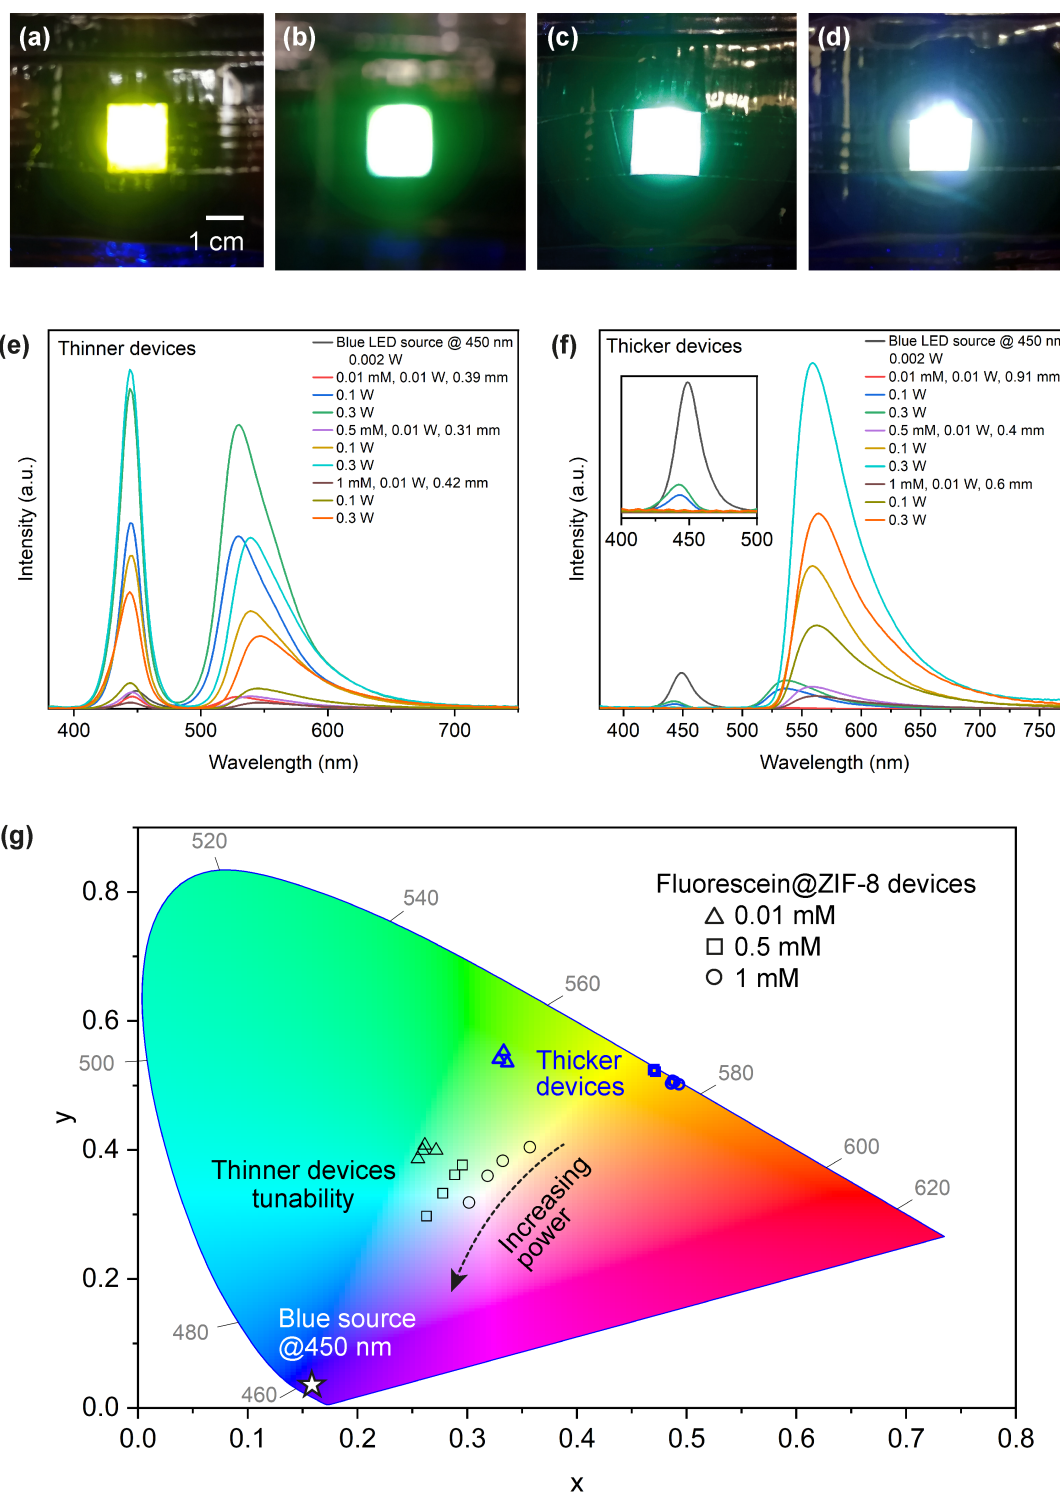 (a)
(b)
(c)
(d)
1 cm
(e)
Thinner devices
Blue LED source @ 450 nm
0.002 W
0.01 mM, 0.01 W, 0.39 mm
0.1 W
0.3 W
0.5 mM, 0.01 W, 0.31 mm
0.1 W
0.3 W
1 mM, 0.01 W, 0.42 mm
0.1 W
0.3 W
Intensity (a.u.)
400
500
600
700
Wavelength (nm)
(f)
Thicker devices
Blue LED source @ 450 nm
0.002 W
0.01 mM, 0.01 W, 0.91 mm
0.1 W
0.3 W
0.5 mM, 0.01 W, 0.4 mm
0.1 W
0.3 W
1 mM, 0.01 W, 0.6 mm
0.1 W
0.3 W
400
450
500
Intensity (a.u.)
400
450
500
550
600
650
700
750
Wavelength (nm)
(g)
520
540
560
580
600
620
500
480
460
Fluorescein@ZIF-8 devices
0.01 mM
0.5 mM
1 mM
Thicker
devices
Thinner devices
tunability
Increasing
power
Blue source
@450 nm
y
0.8
0.6
0.4
0.2
0.0
0.0
0.1
0.2
0.3
0.4
0.5
0.6
0.7
0.8
x